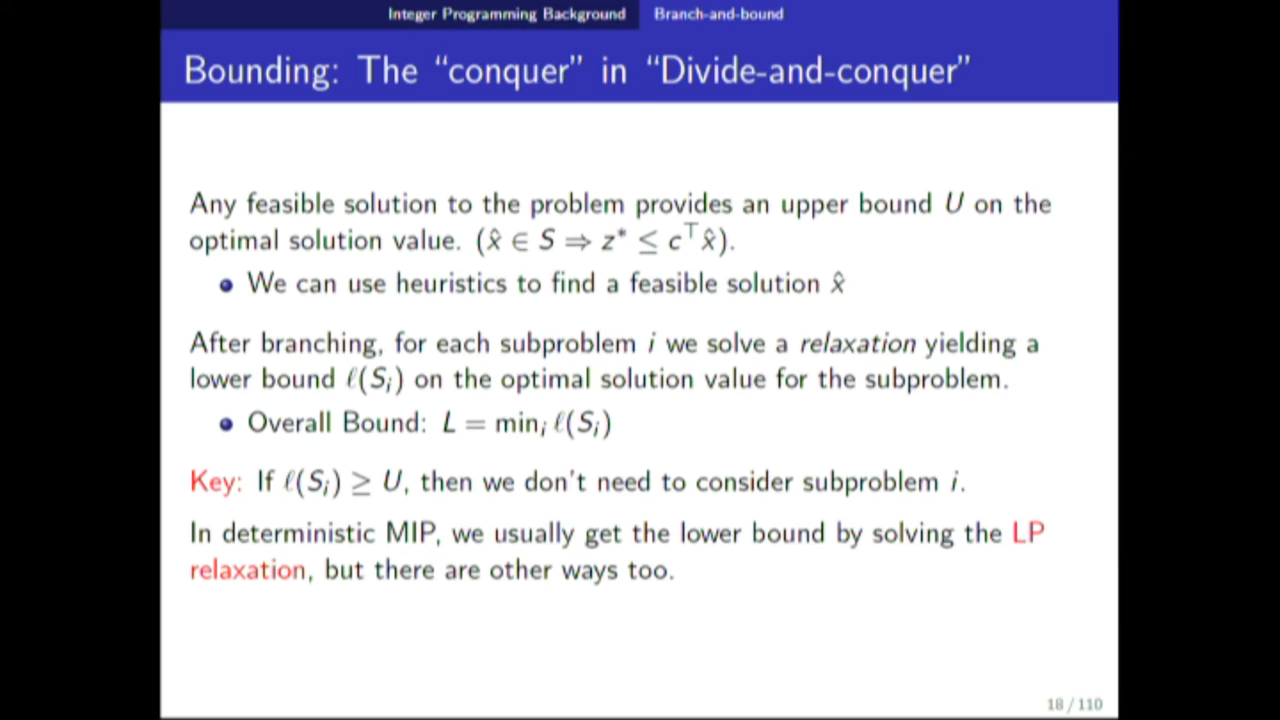 Integer Programming Background Branch-and-bound
Bounding: The “conquer” in “Divide-and-conquer”
Any feasible solution to the problem provides an upper bound U on the
optimal solution value. (x̂ ∈ S ⇒ z* ≤ c⊤x̂).
• We can use heuristics to find a feasible solution x̂
After branching, for each subproblem i we solve a relaxation yielding a
lower bound ℓ(Sᵢ) on the optimal solution value for the subproblem.
• Overall Bound: L = minᵢ ℓ(Sᵢ)
Key: If ℓ(Sᵢ) ≥ U, then we don't need to consider subproblem i.
In deterministic MIP, we usually get the lower bound by solving the LP
relaxation, but there are other ways too.
18 / 110